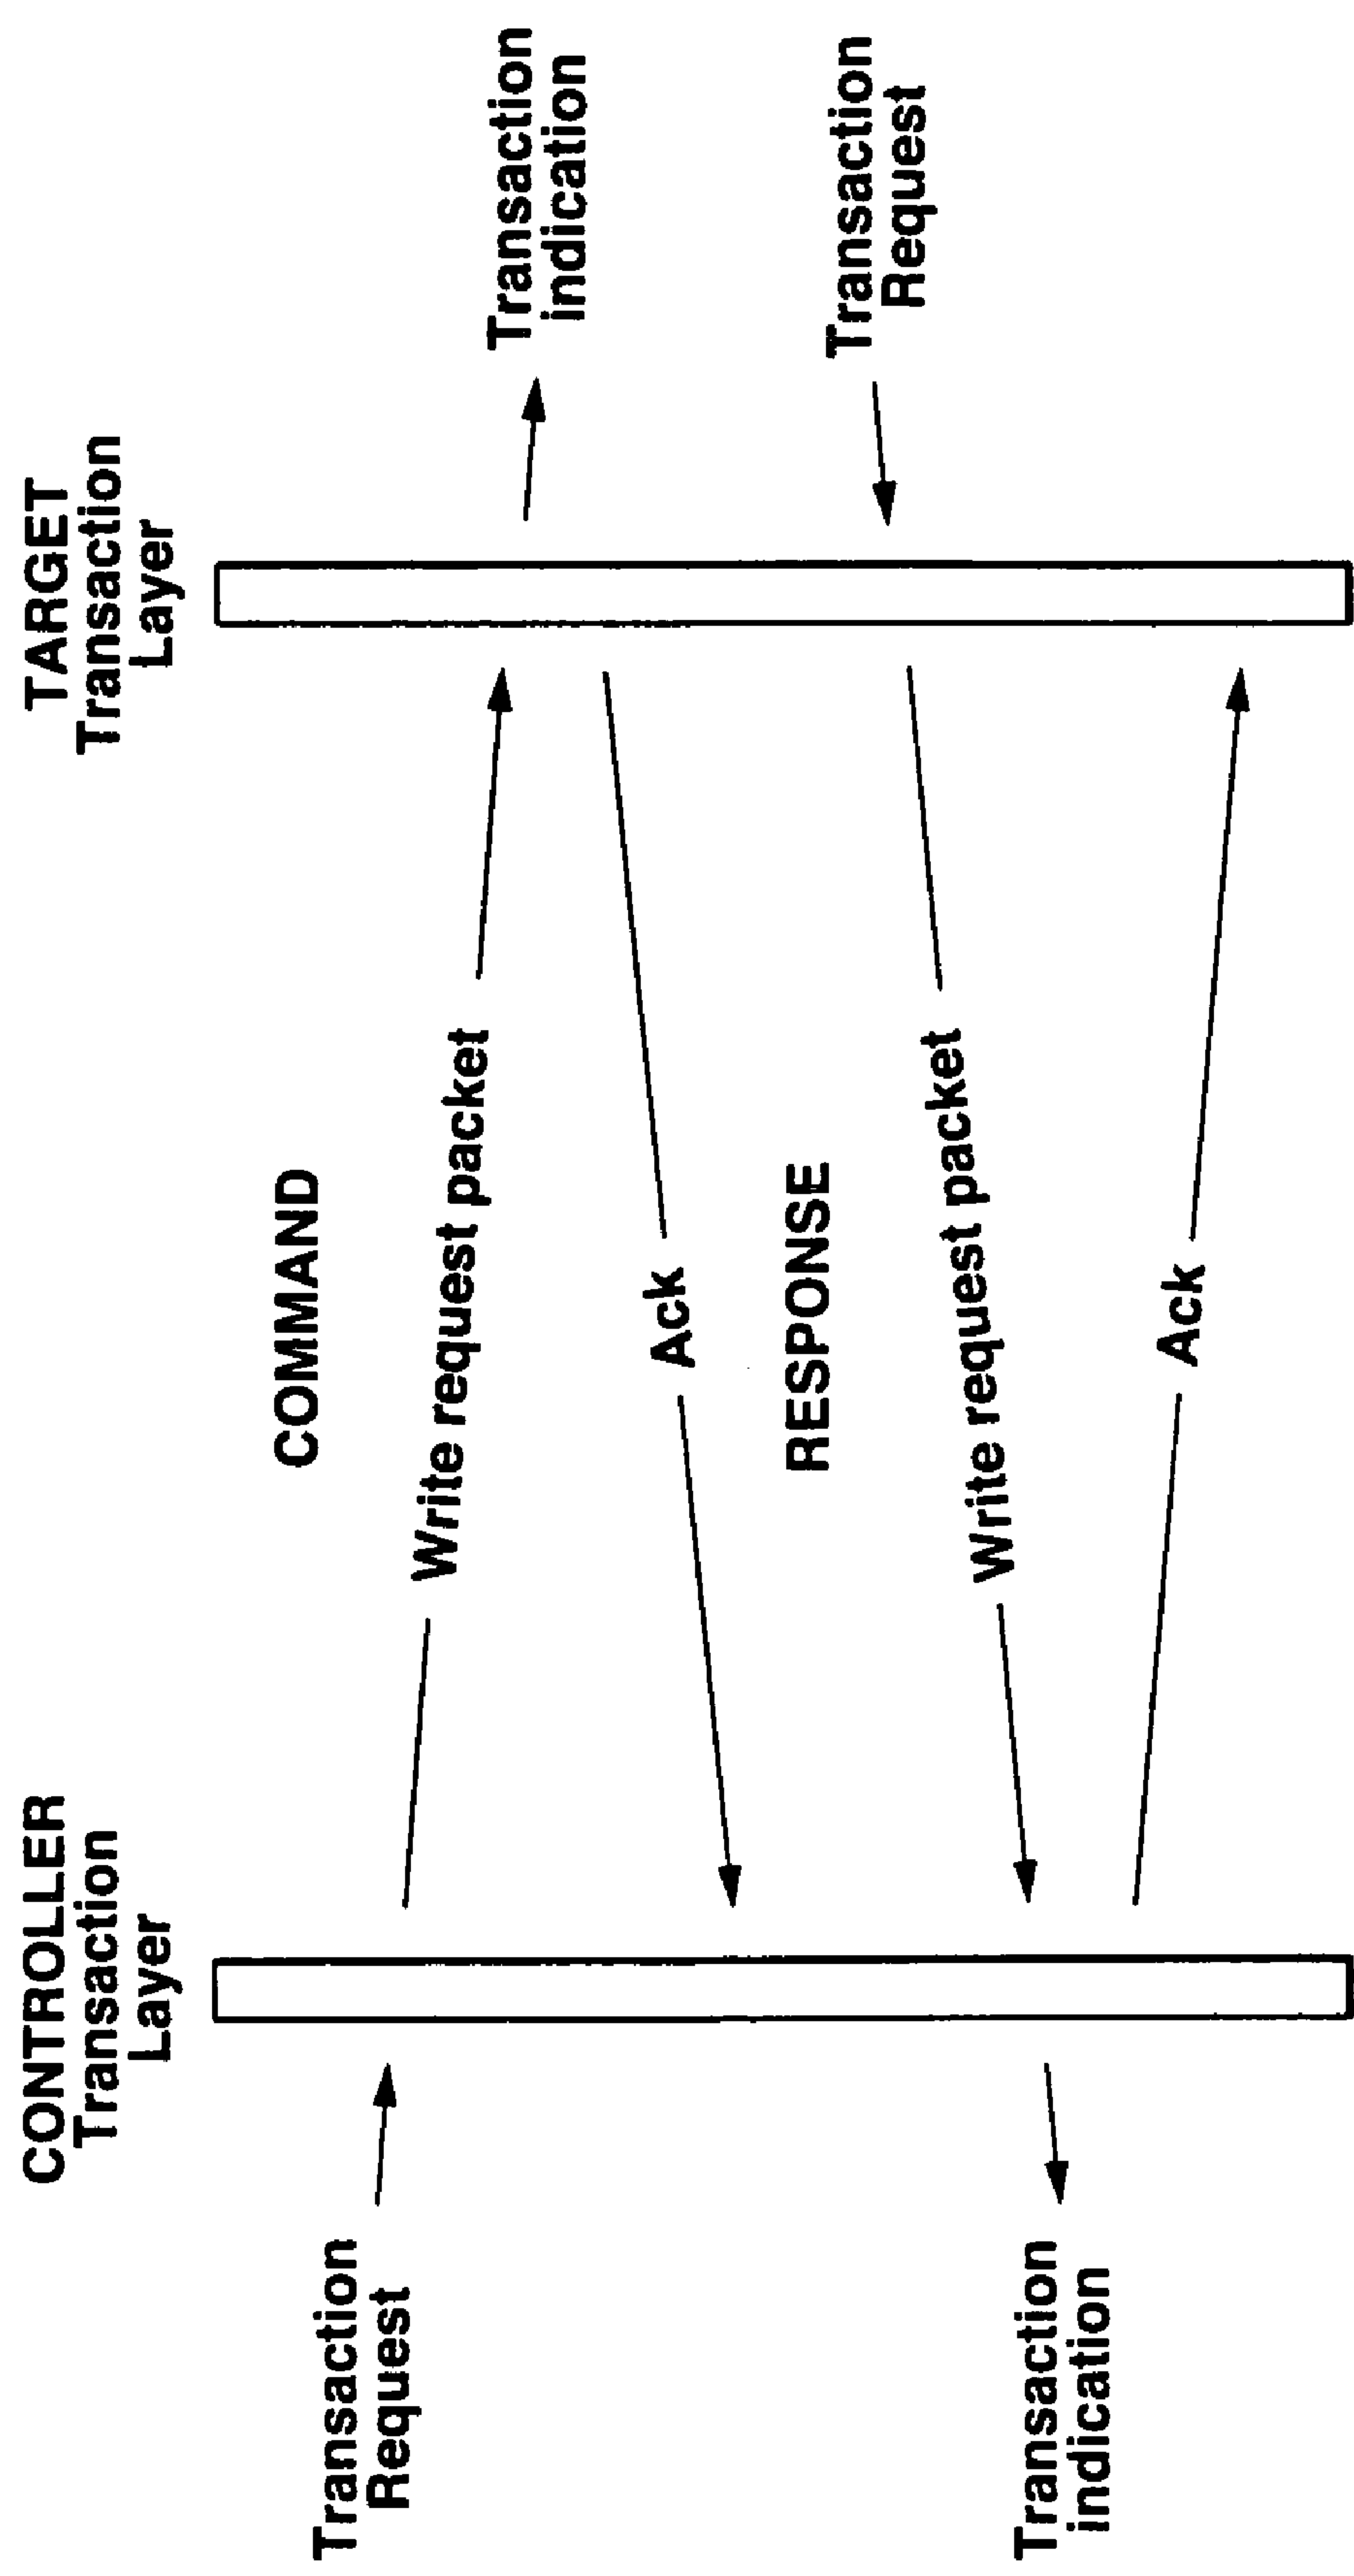 CONTROLLER
Transaction
Layer
TARGET
Transaction
Layer
COMMAND
Transaction
Request
Write request packet
Transaction
indication
Ack
RESPONSE
Transaction
Request
Write request packet
Transaction
indication
Ack